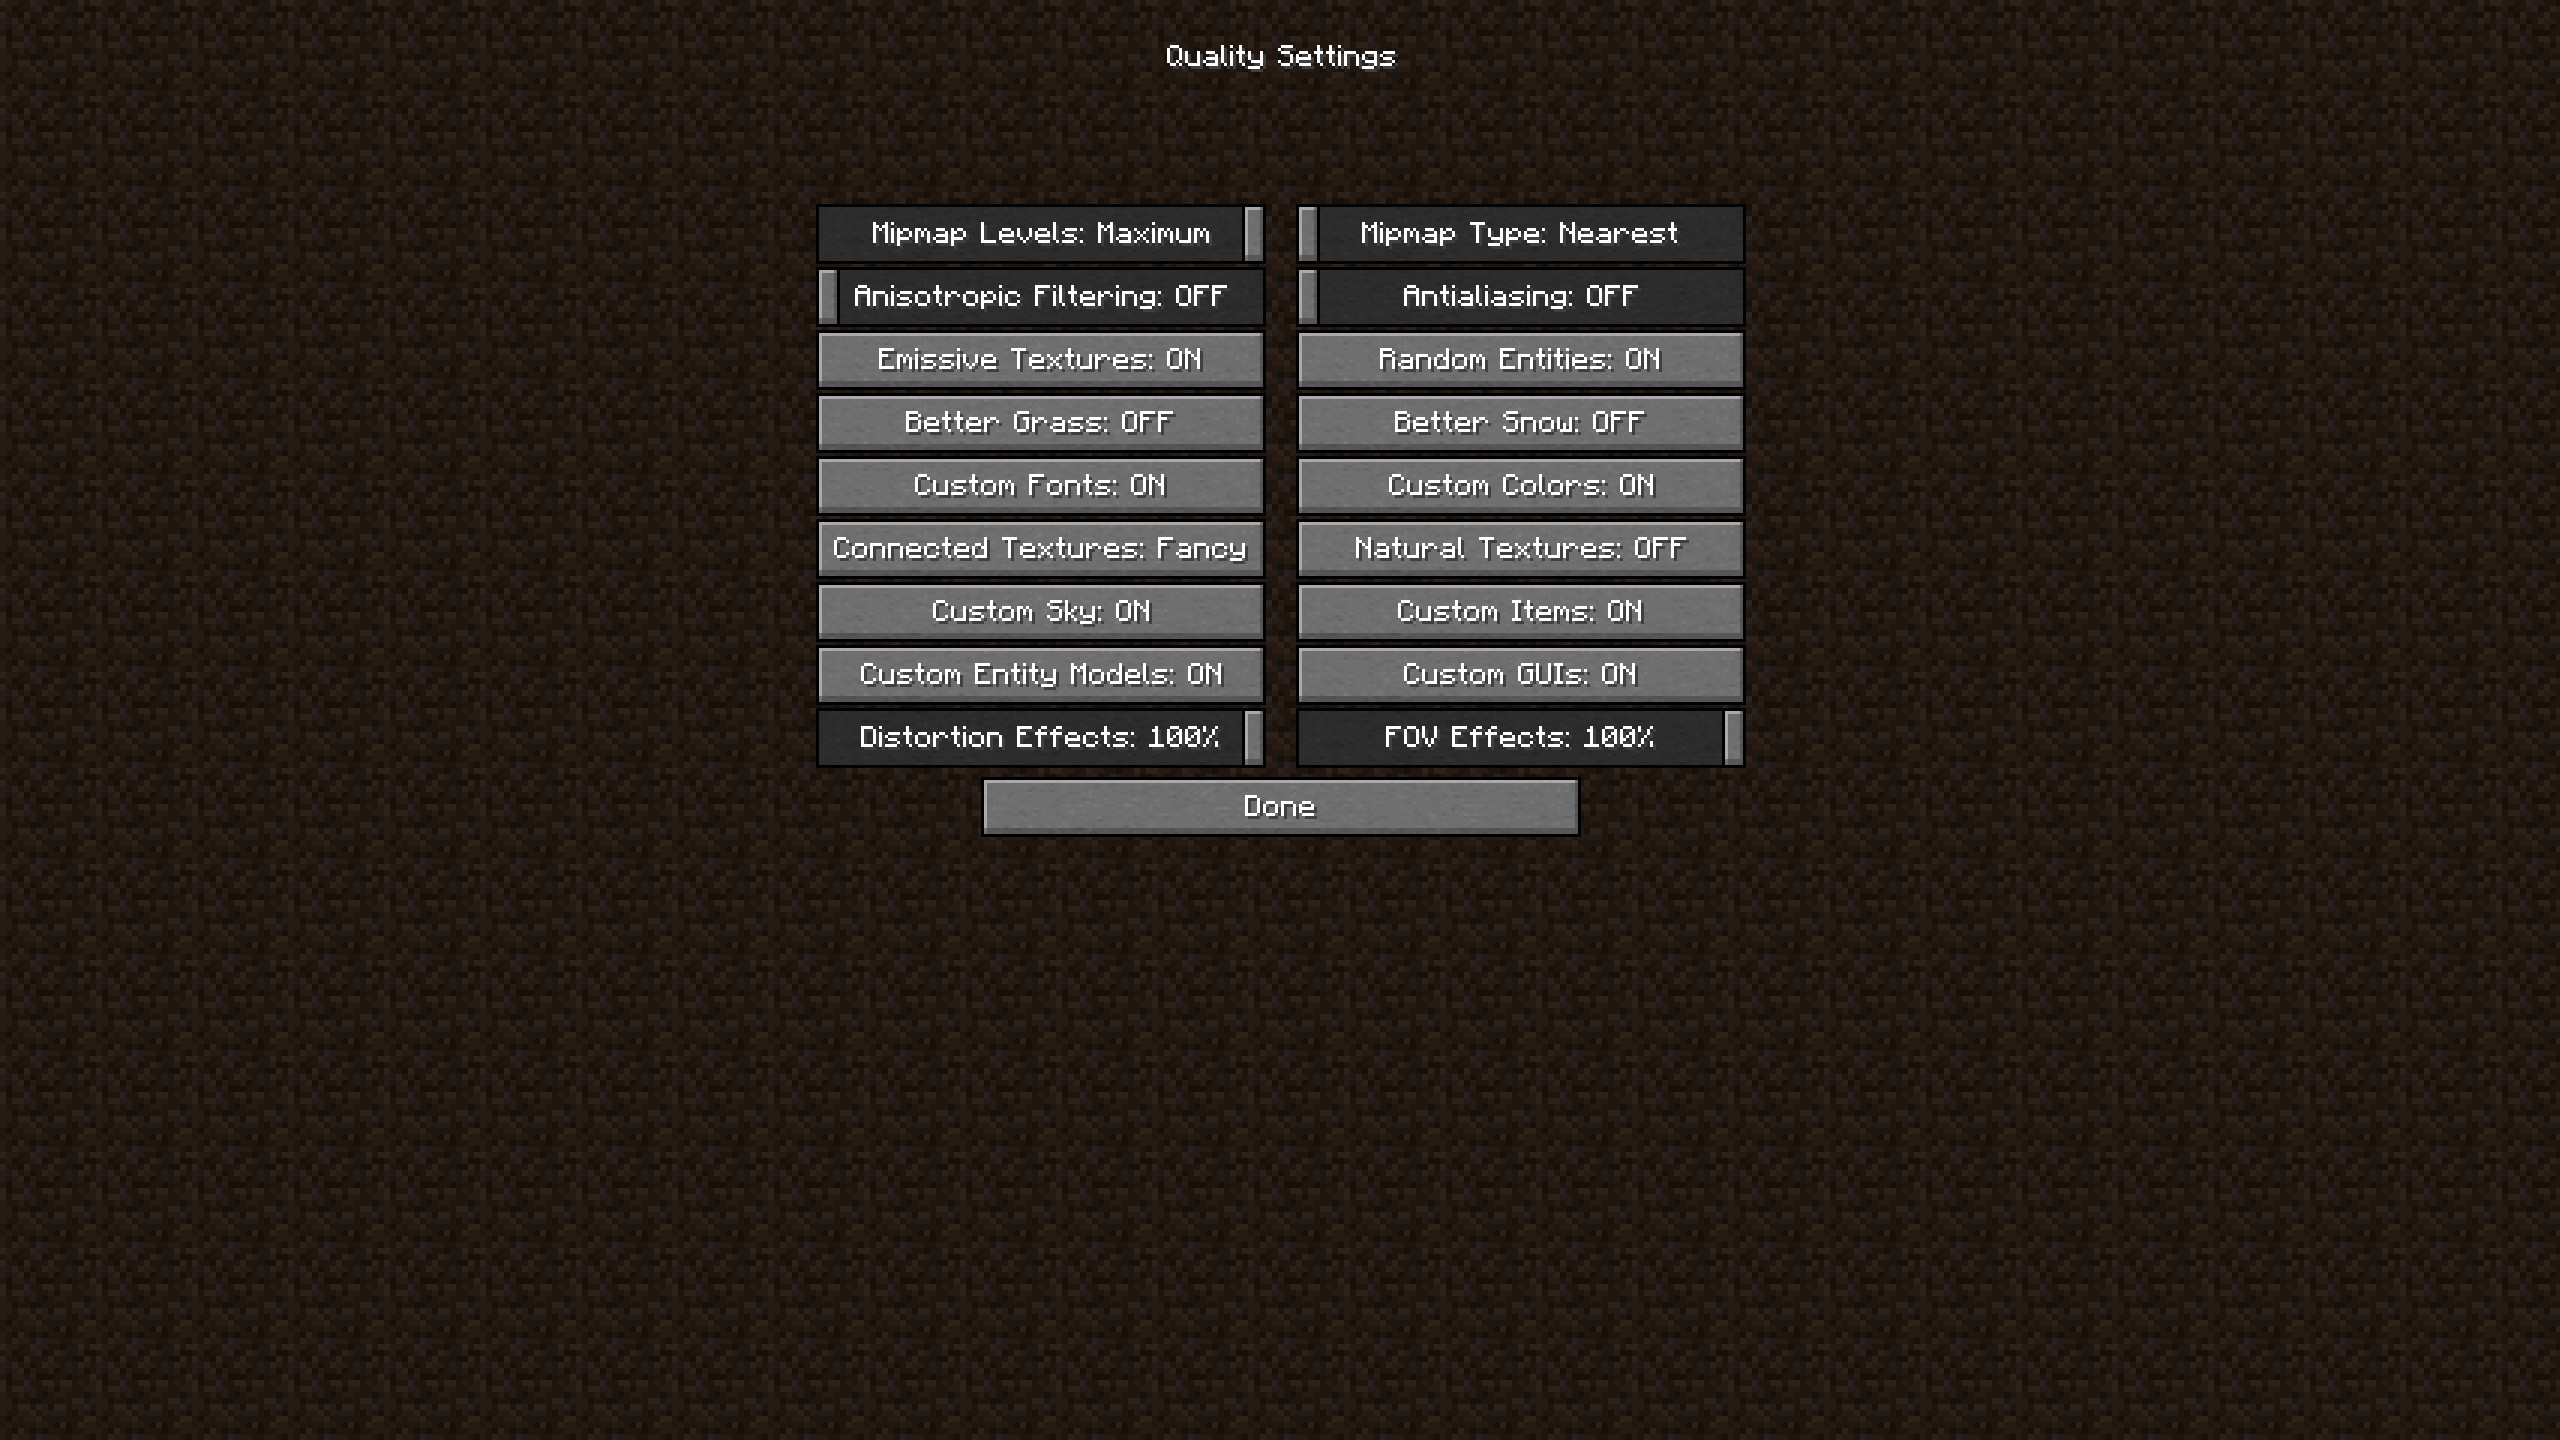 Quality Settings
Mipmap Levels: Maximum
Mipmap Type: Nearest
Anisotropic Filtering: OFF
Antialiasing: OFF
Emissive Textures: ON
Random Entities: ON
Better Grass: OFF
Better Snow: OFF
Custom Fonts: ON
Custom Colors: ON
Connected Textures: Fancy
Natural Textures: OFF
Custom Sky: ON
Custom Items: ON
Custom Entity Models: ON
Custom GUIs: ON
Distortion Effects: 100%
FOV Effects: 100%
Done